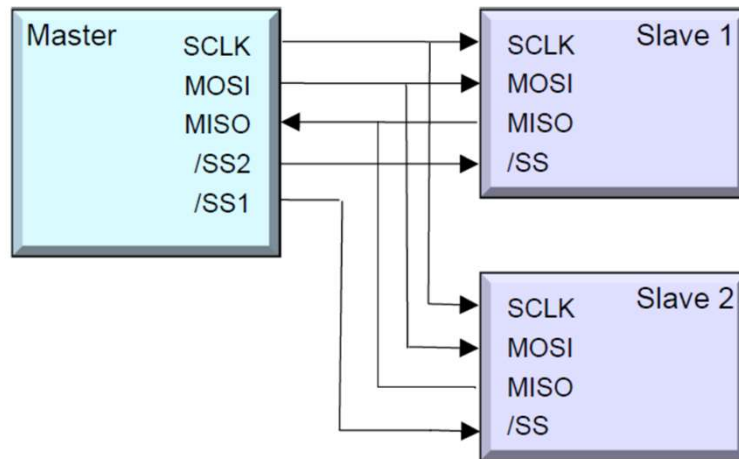 Master
SCLK
MOSI
MISO
/SS2
/SS1
Slave 1
SCLK
MOSI
MISO
/SS
Slave 2
SCLK
MOSI
MISO
/SS